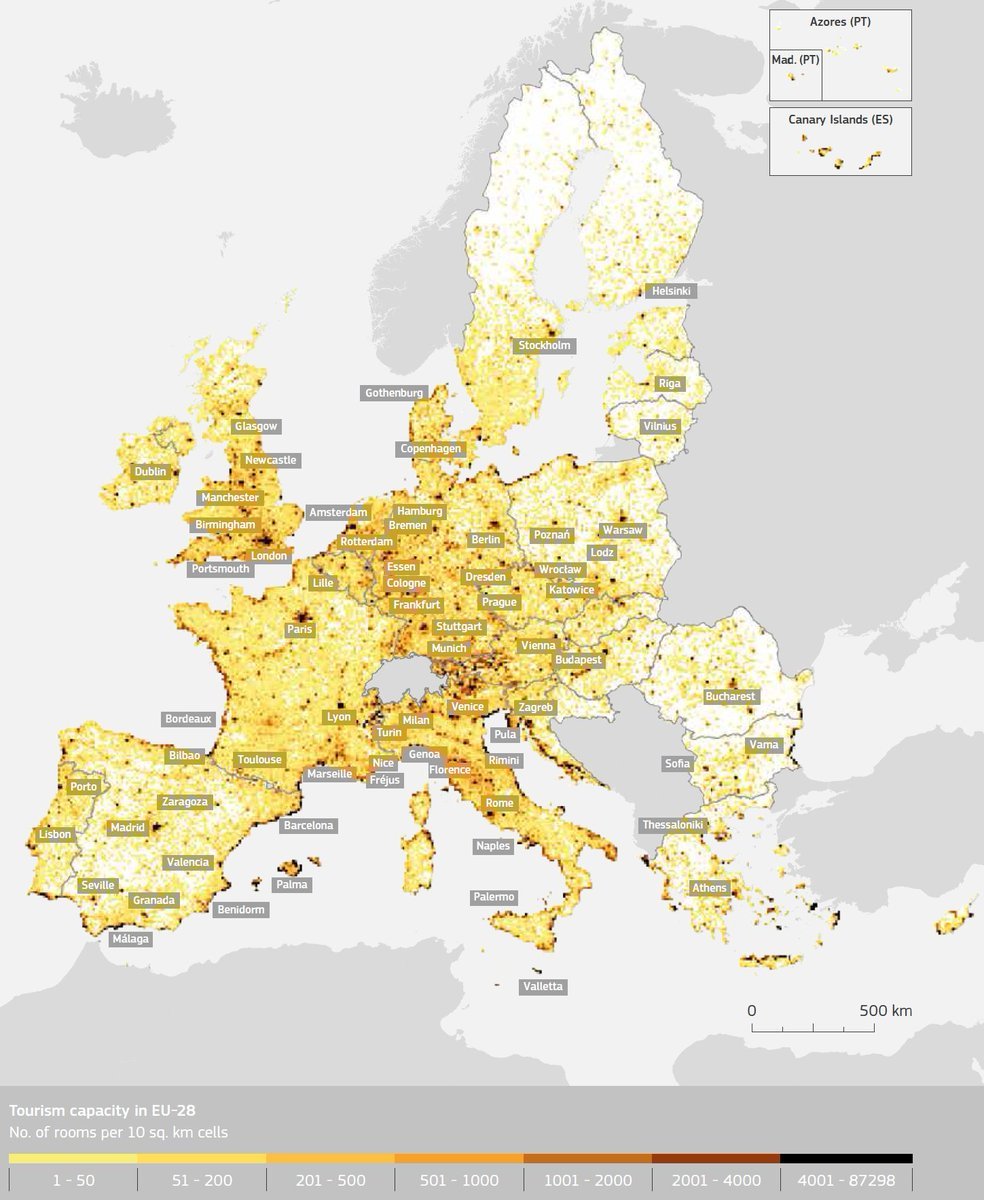 Azores (PT)
Mad. (PT)
Canary Islands (ES)
Helsinki
Stockholm
Riga
Gothenburg
Vilnius
Glasgow
Copenhagen
Newcastle
Dublin
Manchester
Amsterdam
Hamburg
Birmingham
Bremen
Warsaw
Poznań
Berlin
Rotterdam
London
Lodz
Portsmouth
Essen
Wrocław
Lille
Cologne
Dresden
Katowice
Frankfurt
Prague
Paris
Stuttgart
Munich
Vienna
Budapest
Bucharest
Venice
Zagreb
Bordeaux
Lyon
Milan
Turin
Pula
Varna
Bilbao
Toulouse
Genoa
Nice
Rimini
Sofia
Florence
Marseille
Fréjus
Porto
Zaragoza
Rome
Barcelona
Thessaloniki
Madrid
Lisbon
Naples
Valencia
Palma
Seville
Athens
Granada
Palermo
Benidorm
Málaga
Valletta
0 500 km
Tourism capacity in EU-28
No. of rooms per 10 sq. km cells
1 - 50 51 - 200 201 - 500 501 - 1000 1001 - 2000 2001 - 4000 4001 - 87298